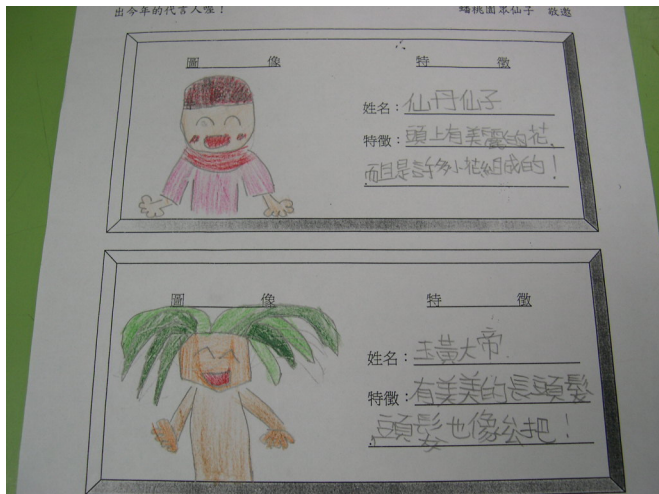 出今年的代言人喔！
蟠桃園眾仙子 敬邀
圖 像
特 徵
姓名：仙丹仙子
特徵：頭上有美麗的花，
而且是許多小花組成的！
圖 像
特 徵
姓名：玉黃大帝
特徵：有美美的長頭髮
頭髮也像公把！